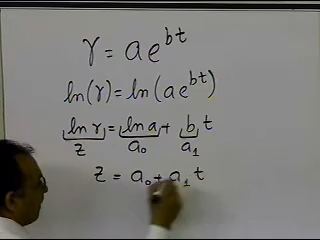 γ = ae^{bt}
ln(γ) = ln(ae^{bt})
ln γ = ln a + b t
z a₀ a₁
z = a₀ + a₁ t